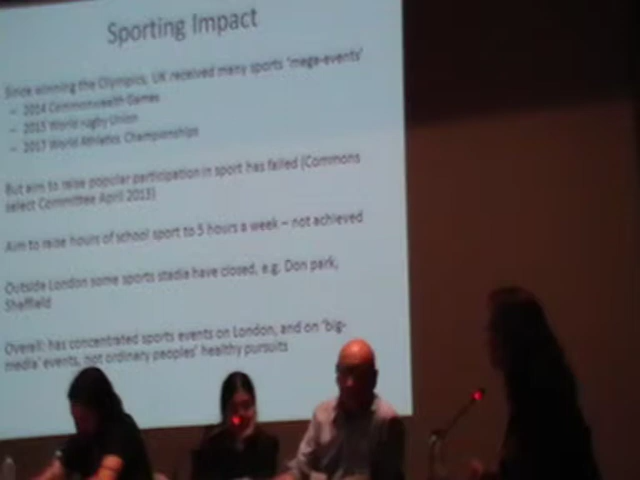 Sporting Impact
Since winning the Olympics, UK received many sports 'mega-events'
– 2014 Commonwealth Games
– 2015 World rugby Union
– 2017 World Athletics Championships
But aim to raise popular participation in sport has failed (Commons
select Committee April 2013)
Aim to raise hours of school sport to 5 hours a week – not achieved
Outside London some sports stadia have closed, e.g. Don park,
Sheffield
Overall: has concentrated sports events on London, and on 'big-
media' events, not ordinary peoples' healthy pursuits